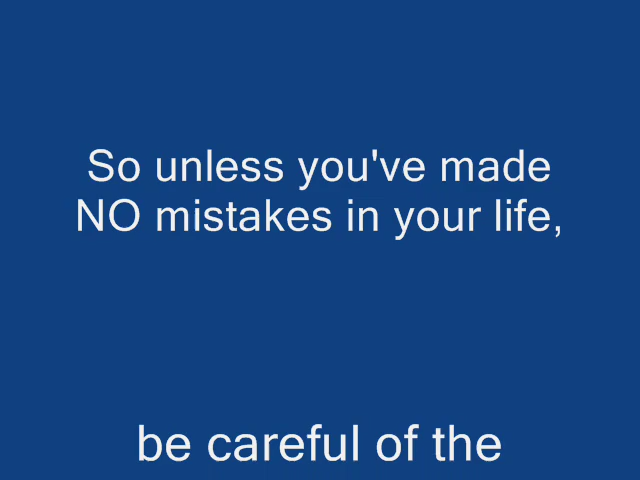 So unless you've made
NO mistakes in your life,
be careful of the